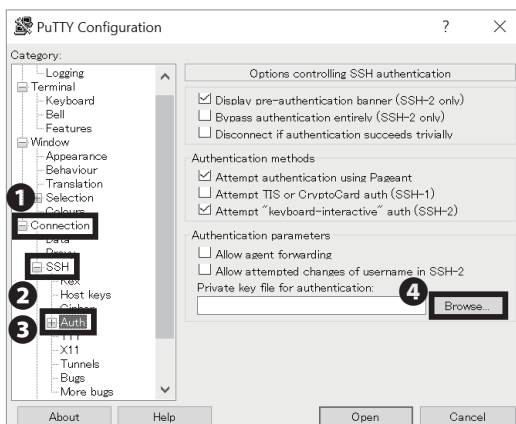 PuTTY Configuration ? ×
Category:
Logging
Terminal
Keyboard
Bell
Features
Window
Appearance
Behaviour
Translation
❶
Selection
Colours
Connection
Data
Proxy
SSH
Kex
❷
Host keys
Cipher
❸
Auth
TTY
X11
Tunnels
Bugs
More bugs
Options controlling SSH authentication
Display pre-authentication banner (SSH-2 only)
Bypass authentication entirely (SSH-2 only)
Disconnect if authentication succeeds trivially
Authentication methods
Attempt authentication using Pageant
Attempt TIS or CryptoCard auth (SSH-1)
Attempt "keyboard-interactive" auth (SSH-2)
Authentication parameters
Allow agent forwarding
Allow attempted changes of username in SSH-2
Private key file for authentication:
❹
Browse...
About Help Open Cancel